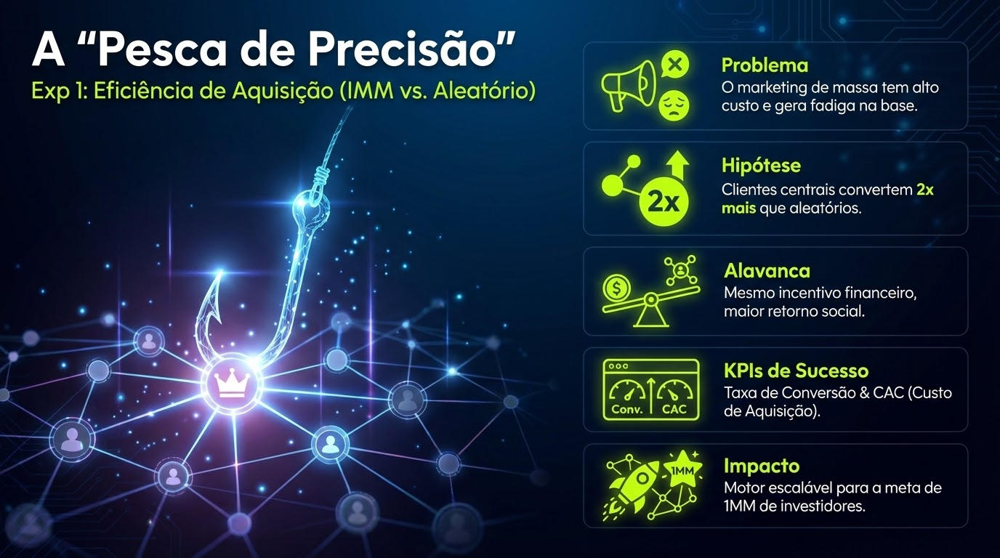 A “Pesca de Precisão”
Exp 1: Eficiência de Aquisição (IMM vs. Aleatório)
Problema
O marketing de massa tem alto
custo e gera fadiga na base.
2x
Hipótese
Clientes centrais convertem 2x
mais que aleatórios.
$
Alavanca
Mesmo incentivo financeiro,
maior retorno social.
Conv.
CAC
KPIs de Sucesso
Taxa de Conversão & CAC (Custo
de Aquisição).
1MM
Impacto
Motor escalável para a meta de
1MM de investidores.